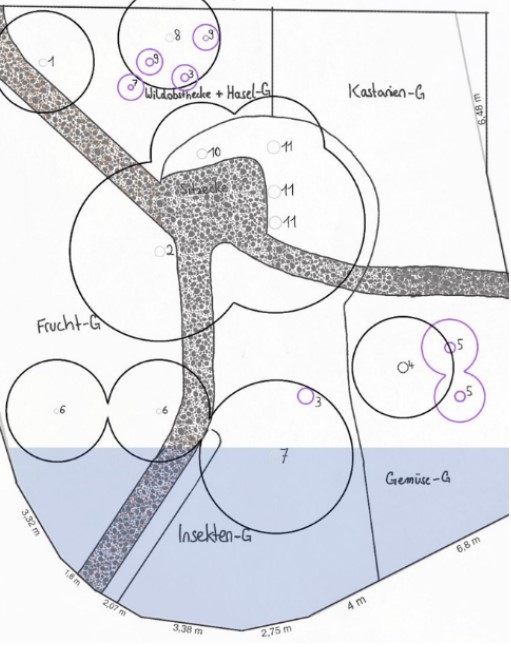 1
8
9
9
3
7
Wildobsthecke + Hasel-G
Kastanien-G
6,48 m
10
11
Sitzecke
11
11
2
Frucht-G
4
5
5
6
6
3
7
Gemüse-G
Insekten-G
3,32 m
1,8 m
2,07
3,38 m
2,75 m
4 m
6,8 m